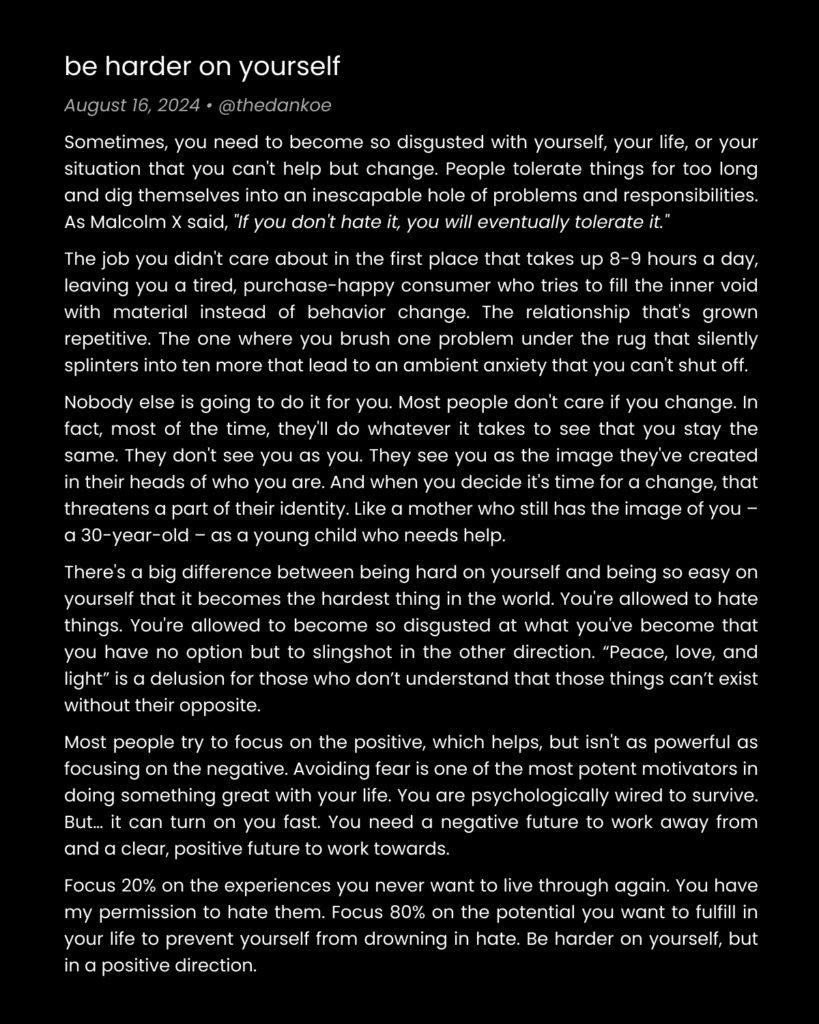 be harder on yourself
August 16, 2024 • @thedankoe
Sometimes, you need to become so disgusted with yourself, your life, or your
situation that you can't help but change. People tolerate things for too long
and dig themselves into an inescapable hole of problems and responsibilities.
As Malcolm X said, "If you don't hate it, you will eventually tolerate it."
The job you didn't care about in the first place that takes up 8-9 hours a day,
leaving you a tired, purchase-happy consumer who tries to fill the inner void
with material instead of behavior change. The relationship that's grown
repetitive. The one where you brush one problem under the rug that silently
splinters into ten more that lead to an ambient anxiety that you can't shut off.
Nobody else is going to do it for you. Most people don't care if you change. In
fact, most of the time, they'll do whatever it takes to see that you stay the
same. They don't see you as you. They see you as the image they've created
in their heads of who you are. And when you decide it's time for a change, that
threatens a part of their identity. Like a mother who still has the image of you –
a 30-year-old – as a young child who needs help.
There's a big difference between being hard on yourself and being so easy on
yourself that it becomes the hardest thing in the world. You're allowed to hate
things. You're allowed to become so disgusted at what you've become that
you have no option but to slingshot in the other direction. “Peace, love, and
light” is a delusion for those who don’t understand that those things can’t exist
without their opposite.
Most people try to focus on the positive, which helps, but isn't as powerful as
focusing on the negative. Avoiding fear is one of the most potent motivators in
doing something great with your life. You are psychologically wired to survive.
But… it can turn on you fast. You need a negative future to work away from
and a clear, positive future to work towards.
Focus 20% on the experiences you never want to live through again. You have
my permission to hate them. Focus 80% on the potential you want to fulfill in
your life to prevent yourself from drowning in hate. Be harder on yourself, but
in a positive direction.